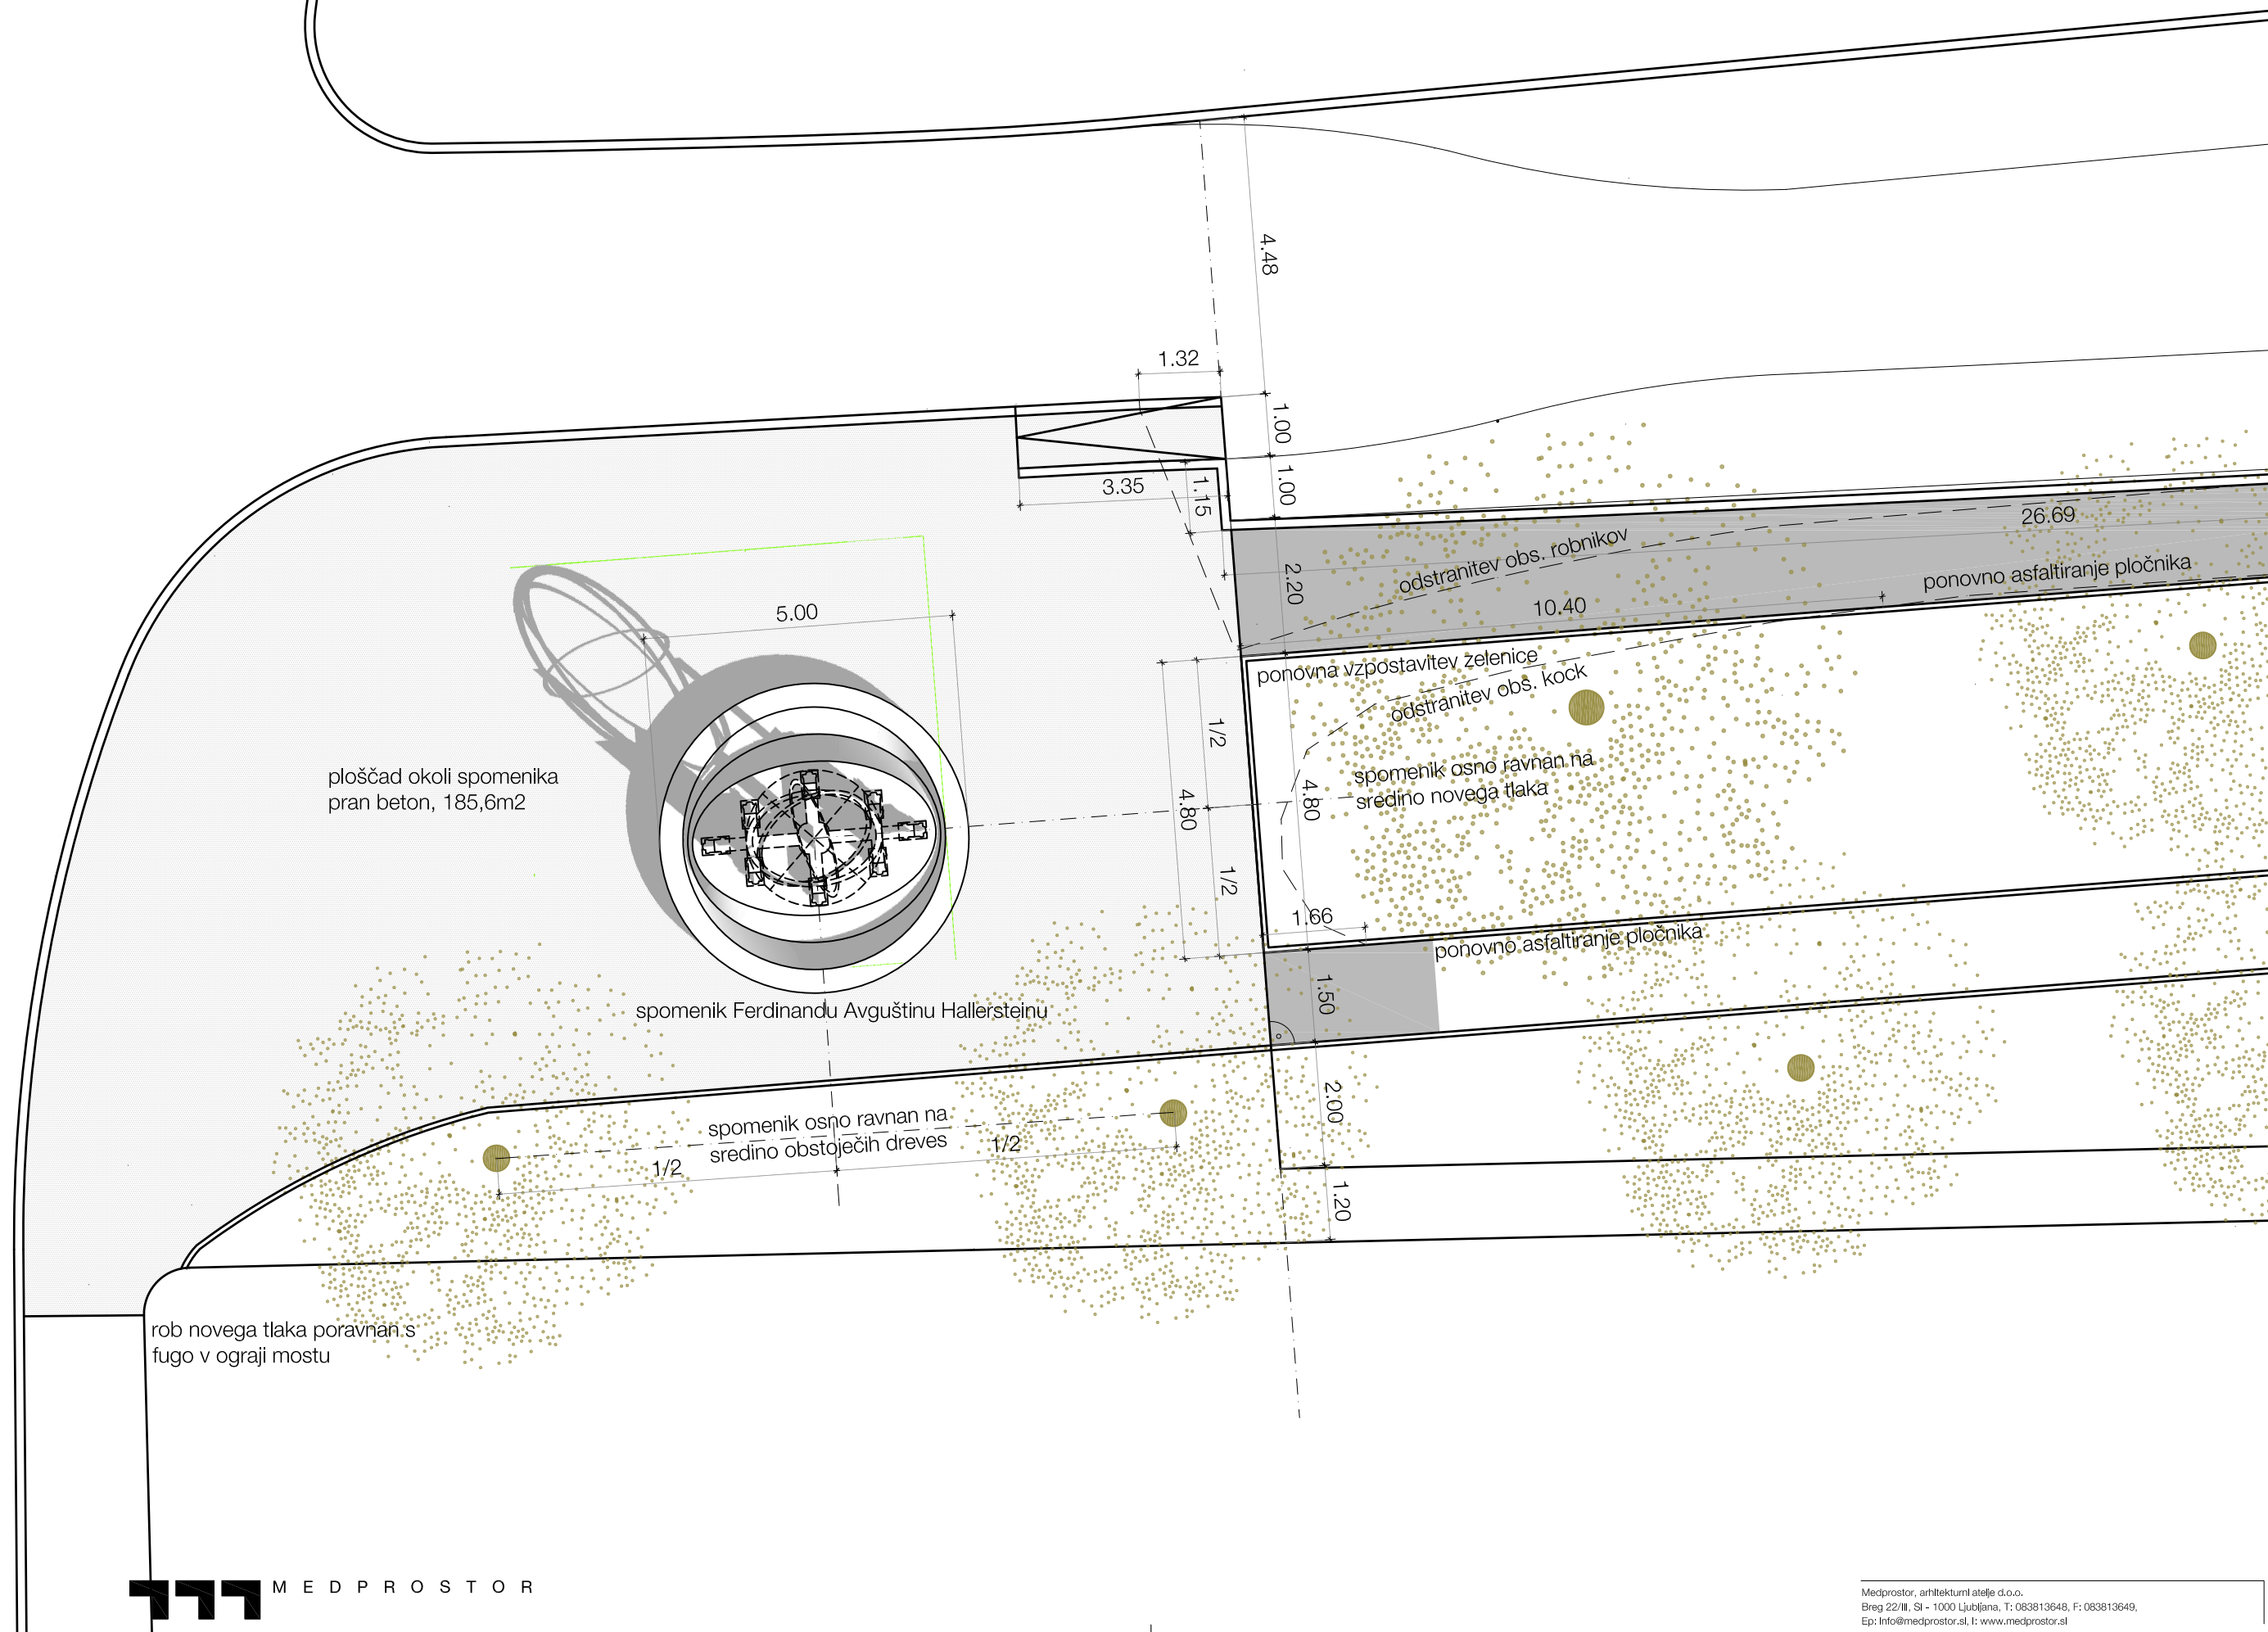 4.48
1.32
1.00
1.00
3.35
1.15
26.69
odstranitev obs. robnikov
ponovno asfaltiranje pločnika
2.20
10.40
5.00
ponovna vzpostavitev zelenice
odstranitev obs. kock
1/2
spomenik osno ravnan na
sredino novega tlaka
ploščad okoli spomenika
pran beton, 185,6m2
4.80
4.80
1/2
1.66
ponovno asfaltiranje pločnika
1.50
spomenik Ferdinandu Avguštinu Hallersteinu
2.00
spomenik osno ravnan na
sredino obstoječih dreves
1/2
1/2
1.20
rob novega tlaka poravnan s
fugo v ograji mostu
MEDPROSTOR
Medprostor, arhitekturni atelje d.o.o.
Breg 22/III, SI - 1000 Ljubljana, T: 083813648, F: 083813649,
Ep: info@medprostor.si, I: www.medprostor.si